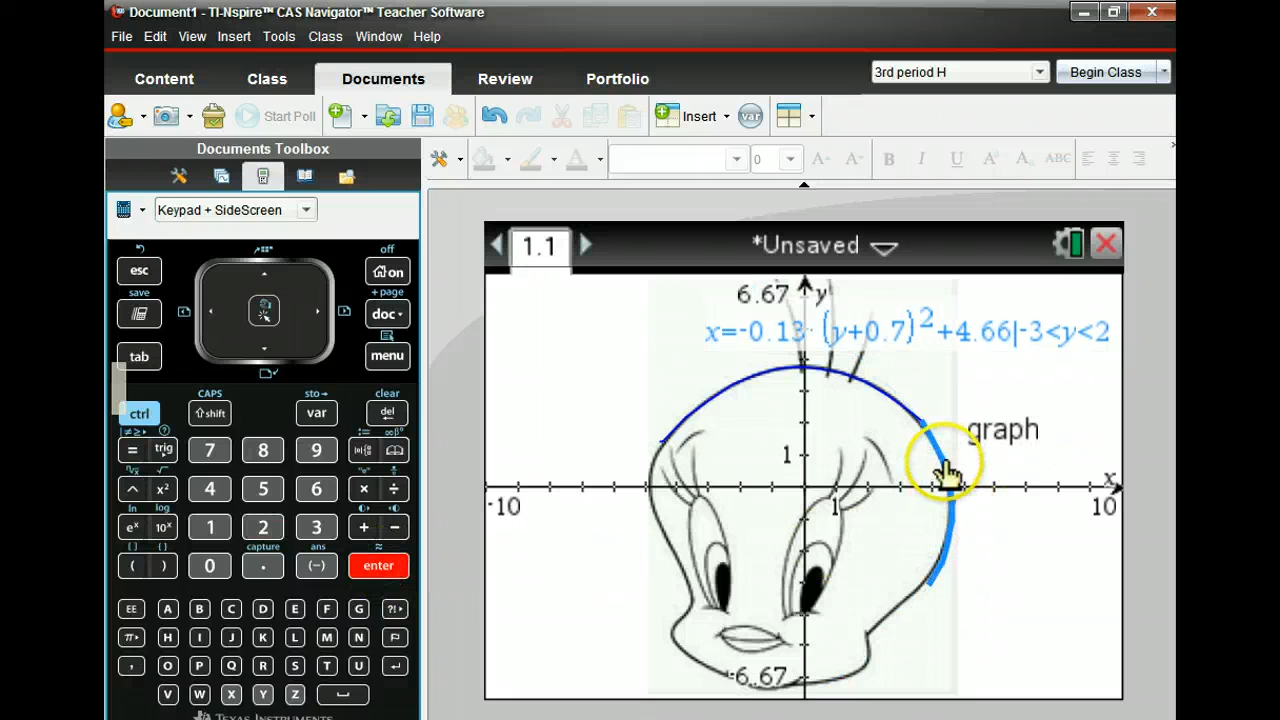 Document1 - TI-Nspire™ CAS Navigator™ Teacher Software
File Edit View Insert Tools Class Window Help
Content Class Documents Review Portfolio
3rd period H
Begin Class
Start Poll
Insert
var
Documents Toolbox
0
B I U A A ABC
Keypad + SideScreen
off
esc
on
save
+ page
doc
tab
menu
CAPS
sto→
clear
ctrl
shift
var
del
= trig 7 8 9
^ x² 4 5 6 × ÷
ln log
eˣ 10ˣ 1 2 3 + −
capture
ans
( ) 0 . (−) enter
EE A B C D E F G ?!
π H I J K L M N
, O P Q R S T U
V W X Y Z
TEXAS INSTRUMENTS
1.1
*Unsaved
6.67 y
x=-0.13·(y+0.7)²+4.66|-3<y<2
graph
1
x
-10
1
10
-6.67